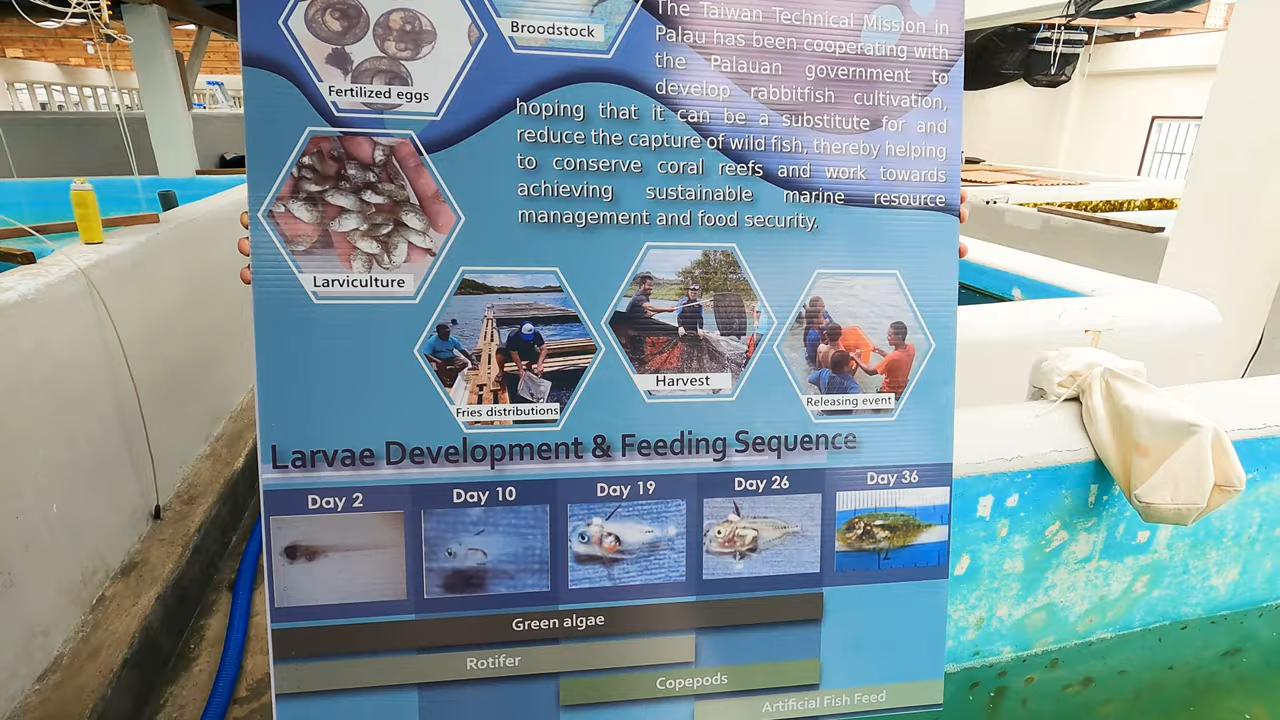 Fertilized eggs
Broodstock
The Taiwan Technical Mission in
Palau has been cooperating with
the Palauan government to
develop rabbitfish cultivation,
hoping that it can be a substitute for and
reduce the capture of wild fish, thereby helping
to conserve coral reefs and work towards
achieving sustainable marine resource
management and food security.
Larviculture
Fries distributions
Harvest
Releasing event
Larvae Development & Feeding Sequence
Day 2
Day 10
Day 19
Day 26
Day 36
Green algae
Rotifer
Copepods
Artificial Fish Feed